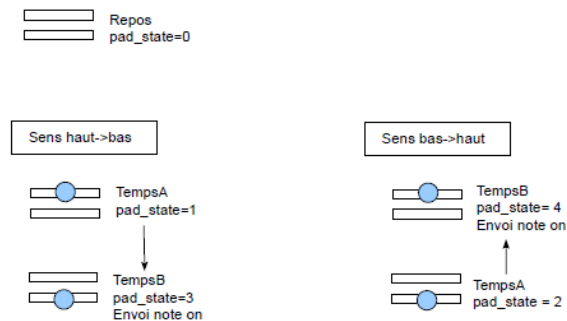 Repos
pad_state=0
Sens haut->bas
Sens bas->haut
TempsA
pad_state=1
TempsB
pad_state=3
Envoi note on
TempsB
pad_state= 4
Envoi note on
TempsA
pad_state = 2